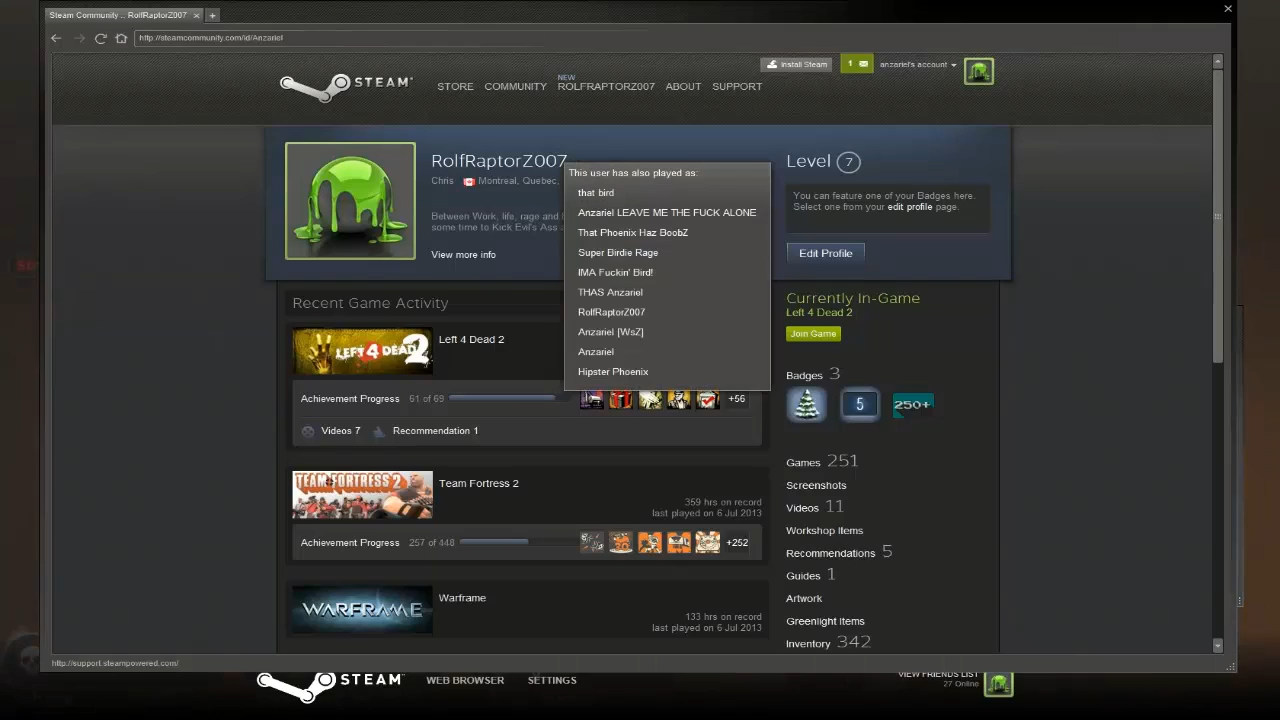 Steam Community... RolfRaptorZ007
http://steamcommunity.com/id/Anzariel
Install Steam
1
anzariel's account
STEAM
STORE
COMMUNITY
NEW
ROLFRAPTORZ007
ABOUT
SUPPORT
RolfRaptorZ007
Chris
Montreal, Quebec,
Between Work, life, rage and
some time to Kick Evil's Ass
View more info
This user has also played as:
that bird
Anzariel LEAVE ME THE FUCK ALONE
That Phoenix Haz BoobZ
Super Birdie Rage
IMA Fuckin' Bird!
THAS Anzariel
RolfRaptorZ007
Anzariel [WsZ]
Anzariel
Hipster Phoenix
Level 7
You can feature one of your Badges here.
Select one from your edit profile page.
Edit Profile
Recent Game Activity
LEFT 4 DEAD 2
Left 4 Dead 2
Achievement Progress 61 of 69
+56
Videos 7
Recommendation 1
TEAM FORTRESS 2
Team Fortress 2
359 hrs on record
last played on 6 Jul 2013
Achievement Progress 257 of 448
+252
WARFRAME
Warframe
133 hrs on record
last played on 6 Jul 2013
Currently In-Game
Left 4 Dead 2
Join Game
Badges 3
5
250+
Games 251
Screenshots
Videos 11
Workshop Items
Recommendations 5
Guides 1
Artwork
Greenlight Items
Inventory 342
http://support.steampowered.com/
STEAM
WEB BROWSER
SETTINGS
VIEW FRIENDS LIST
27 Online